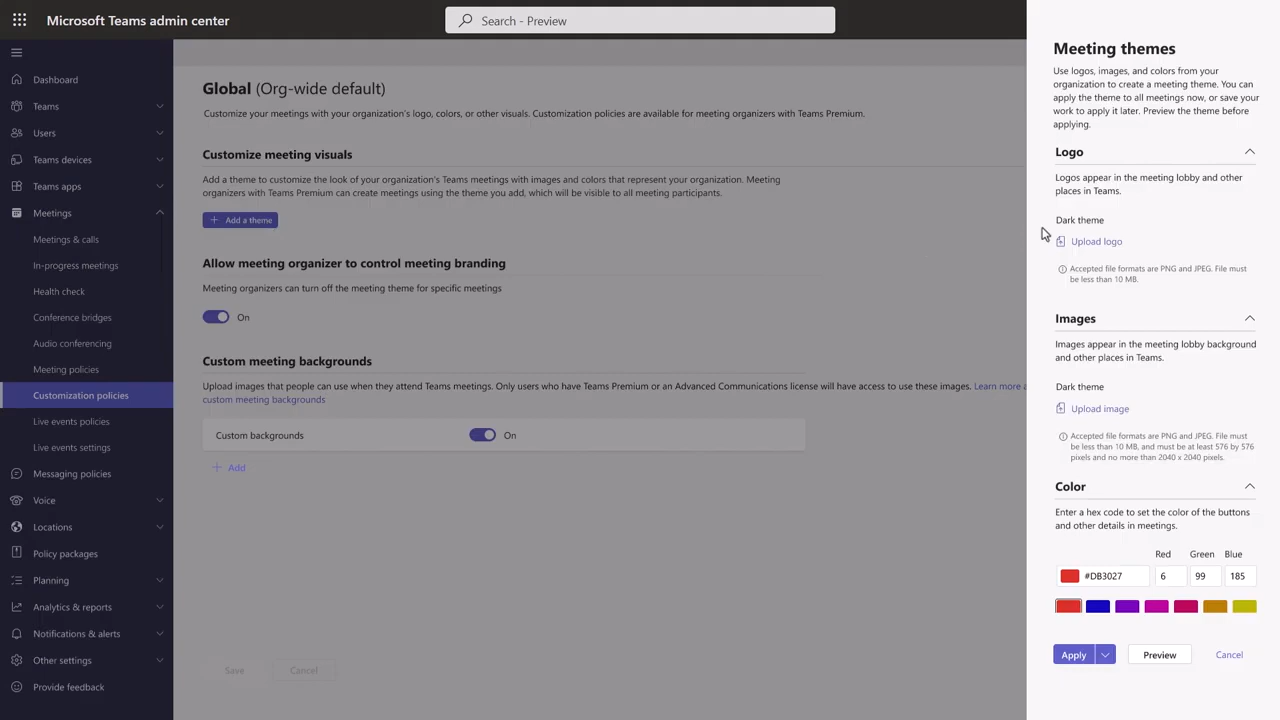 Microsoft Teams admin center
Search - Preview
Dashboard
Teams
Users
Teams devices
Teams apps
Meetings
Meetings & calls
In-progress meetings
Health check
Conference bridges
Audio conferencing
Meeting policies
Customization policies
Live events policies
Live events settings
Messaging policies
Voice
Locations
Policy packages
Planning
Analytics & reports
Notifications & alerts
Other settings
Provide feedback
Global (Org-wide default)
Customize your meetings with your organization's logo, colors, or other visuals. Customization policies are available for meeting organizers with Teams Premium.
Customize meeting visuals
Add a theme to customize the look of your organization's Teams meetings with images and colors that represent your organization. Meeting
organizers with Teams Premium can create meetings using the theme you add, which will be visible to all meeting participants.
+ Add a theme
Allow meeting organizer to control meeting branding
Meeting organizers can turn off the meeting theme for specific meetings
On
Custom meeting backgrounds
Upload images that people can use when they attend Teams meetings. Only users who have Teams Premium or an Advanced Communications license will have access to use these images. Learn more a
custom meeting backgrounds
Custom backgrounds On
+ Add
Save Cancel
Meeting themes
Use logos, images, and colors from your
organization to create a meeting theme. You can
apply the theme to all meetings now, or save your
work to apply it later. Preview the theme before
applying.
Logo
Logos appear in the meeting lobby and other
places in Teams.
Dark theme
Upload logo
Accepted file formats are PNG and JPEG. File must
be less than 10 MB.
Images
Images appear in the meeting lobby background
and other places in Teams.
Dark theme
Upload image
Accepted file formats are PNG and JPEG. File must
be less than 10 MB, and must be at least 576 by 576
pixels and no more than 2040 x 2040 pixels.
Color
Enter a hex code to set the color of the buttons
and other details in meetings.
Red Green Blue
#DB3027 6 99 185
Apply Preview Cancel